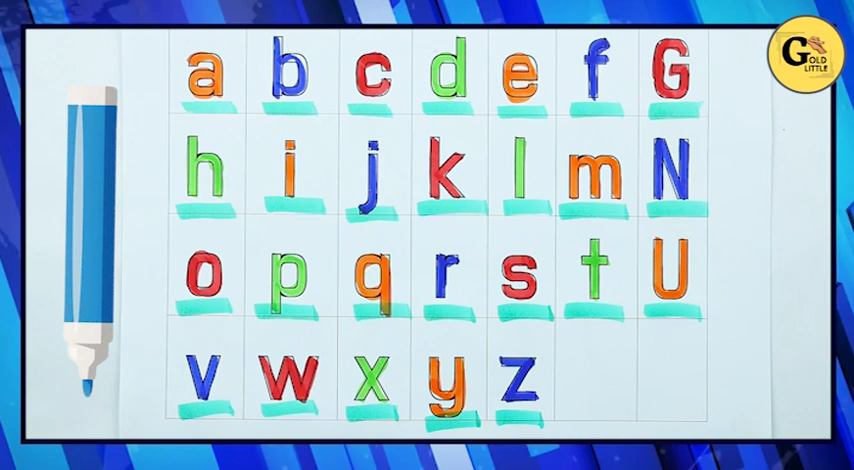 a b c d e f G
h i j k l m N
o p q r s t U
v w x y z
GOLD
LITTLE